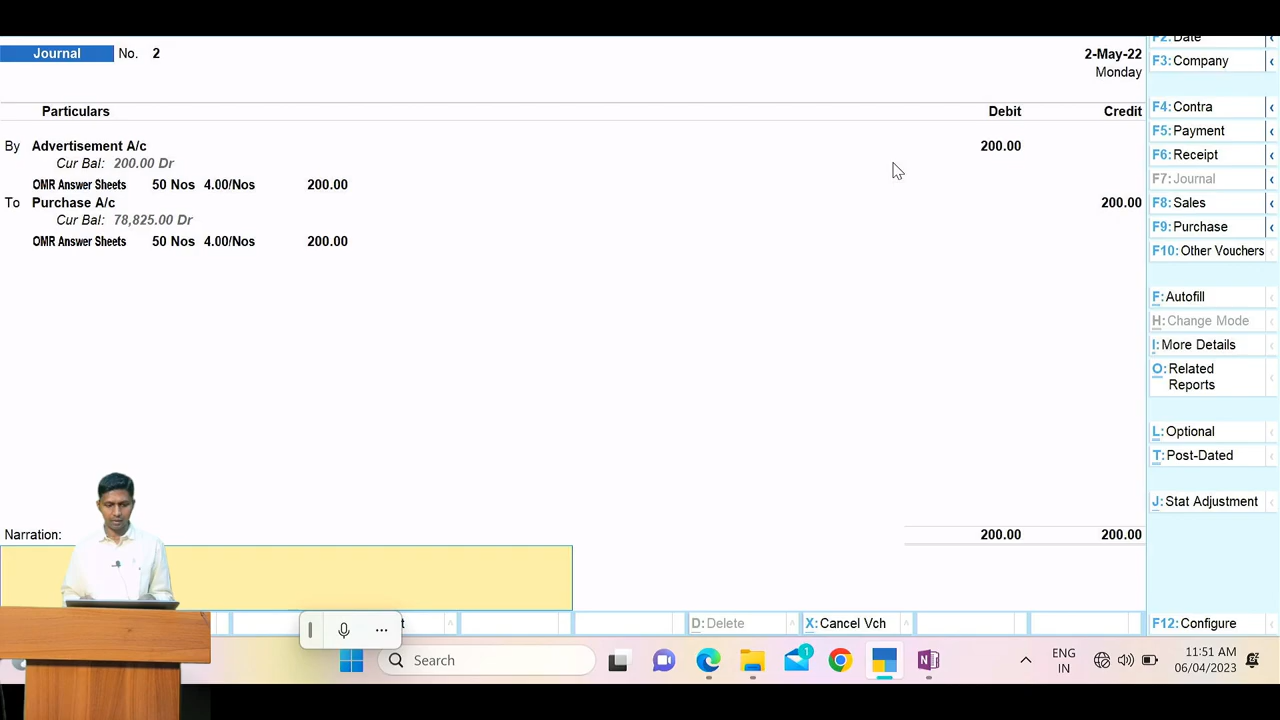 F2: Date
Journal No. 2 2-May-22
Monday
F3: Company
Particulars Debit Credit
F4: Contra
F5: Payment
By Advertisement A/c 200.00
Cur Bal: 200.00 Dr
F6: Receipt
OMR Answer Sheets 50 Nos 4.00/Nos 200.00
F7: Journal
To Purchase A/c 200.00
F8: Sales
Cur Bal: 78,825.00 Dr
F9: Purchase
OMR Answer Sheets 50 Nos 4.00/Nos 200.00
F10: Other Vouchers
F: Autofill
H: Change Mode
I: More Details
O: Related
Reports
L: Optional
T: Post-Dated
J: Stat Adjustment
Narration: 200.00 200.00
D: Delete X: Cancel Vch F12: Configure
Search 1 ENG
IN
11:51 AM
06/04/2023